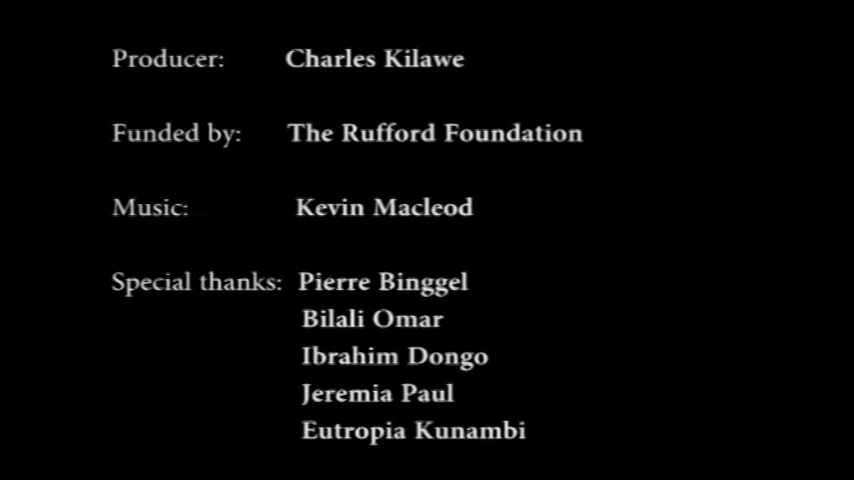 Producer: Charles Kilawe
Funded by: The Rufford Foundation
Music: Kevin Macleod
Special thanks: Pierre Binggel
Bilali Omar
Ibrahim Dongo
Jeremia Paul
Eutropia Kunambi